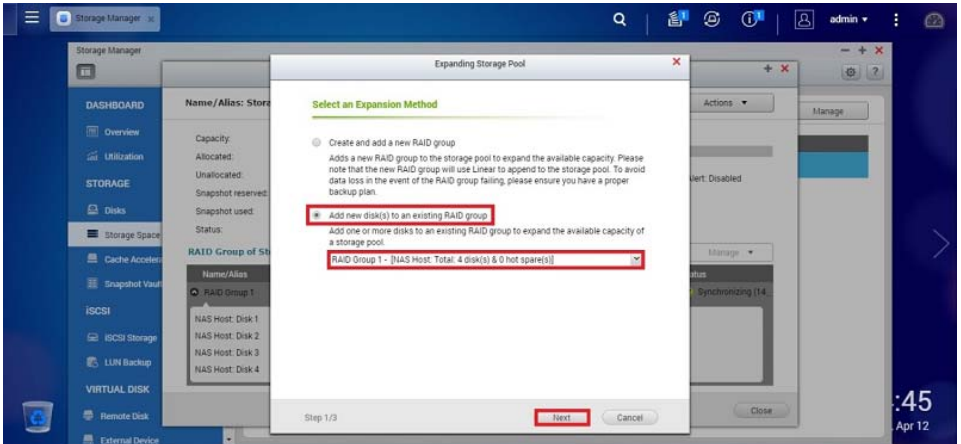 Storage Manager
admin
Storage Manager
Expanding Storage Pool
DASHBOARD
Overview
Utilization
STORAGE
Disks
Storage Space
Cache Accelera
Snapshot Vault
iSCSI
iSCSI Storage
LUN Backup
VIRTUAL DISK
Remote Disk
External Device
Name/Alias: Stora
Actions
Manage
Capacity:
Allocated:
Unallocated:
Snapshot reserved:
Snapshot used:
Status:
Alert: Disabled
RAID Group of St
Manage
Name/Alias
atus
RAID Group 1
Synchronizing (14...
NAS Host: Disk 1
NAS Host: Disk 2
NAS Host: Disk 3
NAS Host: Disk 4
Close
Select an Expansion Method
Create and add a new RAID group
Adds a new RAID group to the storage pool to expand the available capacity. Please
note that the new RAID group will use Linear to append to the storage pool. To avoid
data loss in the event of the RAID group failing, please ensure you have a proper
backup plan.
Add new disk(s) to an existing RAID group
Add one or more disks to an existing RAID group to expand the available capacity of
a storage pool.
RAID Group 1 - [NAS Host: Total: 4 disk(s) & 0 hot spare(s)]
Step 1/3
Next
Cancel
:45
Apr 12